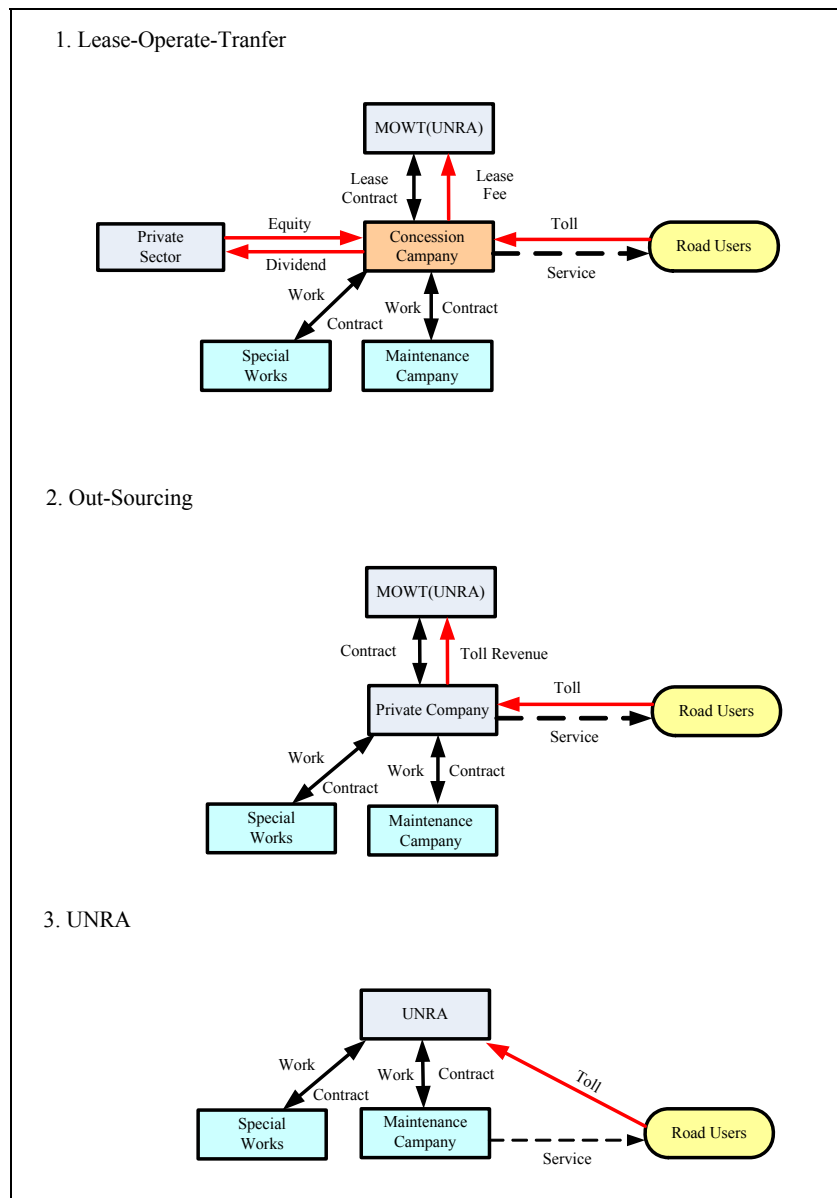 1. Lease-Operate-Tranfer
MOWT(UNRA)
Lease
Contract
Lease
Fee
Equity
Toll
Private
Sector
Concession
Company
Road Users
Dividend
Service
Work
Contract
Work
Contract
Special
Works
Maintenance
Campany
2. Out-Sourcing
MOWT(UNRA)
Contract
Toll Revenue
Toll
Private Company
Road Users
Service
Work
Contract
Work
Contract
Special
Works
Maintenance
Campany
3. UNRA
UNRA
Work
Contract
Work
Contract
Toll
Special
Works
Maintenance
Campany
Road Users
Service